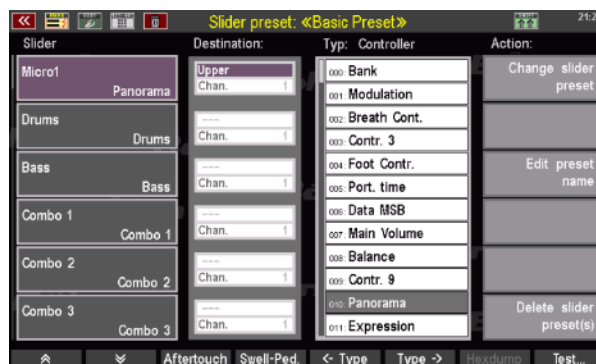 Slider preset: «Basic Preset»
21:2
Slider
Destination:
Typ: Controller
Action:
Micro1
Panorama
Upper
Chan. 1
Drums
Drums
---
Chan. 1
Bass
Bass
---
Chan. 1
Combo 1
Combo 1
---
Chan. 1
Combo 2
Combo 2
---
Chan. 1
Combo 3
Combo 3
---
Chan. 1
000: Bank
001: Modulation
002: Breath Cont.
003: Contr. 3
004: Foot Contr.
005: Port. time
006: Data MSB
007: Main Volume
008: Balance
009: Contr. 9
010: Panorama
011: Expression
Change slider
preset
Edit preset
name
Delete slider
preset(s)
Aftertouch Swell-Ped. <- Type Type -> Hexdump Test...